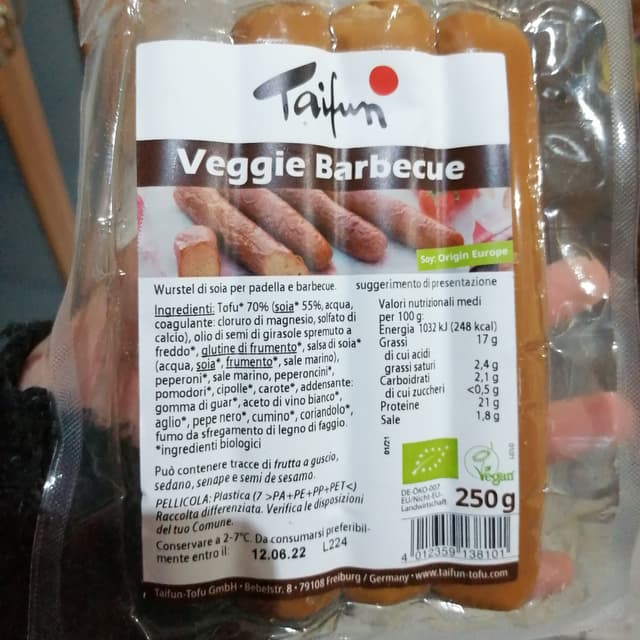 Taifun
Veggie Barbecue
Soy: Origin Europe
Wurstel di soia per padella e barbecue.
suggerimento di presentazione
Ingredienti: Tofu* 70% (soia* 55%, acqua,
coagulante: cloruro di magnesio, solfato di
calcio), olio di semi di girasole spremuto a
freddo*, glutine di frumento*, salsa di soia*
(acqua, soia*, frumento*, sale marino),
peperoni*, sale marino, peperoncini*,
pomodori*, cipolle*, carote*, addensante:
gomma di guar*, aceto di vino bianco*,
aglio*, pepe nero*, cumino*, coriandolo*,
fumo da sfregamento di legno di faggio.
*ingredienti biologici
Può contenere tracce di frutta a guscio,
sedano, senape e semi di sesamo.
PELLICOLA: Plastica (7 >PA+PE+PP+PET<)
Raccolta differenziata. Verifica le disposizioni
del tuo Comune.
Conservare a 2-7°C. Da consumarsi preferibil-
mente entro il: 12.06.22 L224
Valori nutrizionali medi
per 100 g:
Energia 1032 kJ (248 kcal)
Grassi 17 g
di cui acidi
grassi saturi 2,4 g
Carboidrati 2,1 g
di cui zuccheri <0,5 g
Proteine 21 g
Sale 1,8 g
01/21
Vegan
DE-ÖKO-007
EU/Nicht-EU-
Landwirtschaft
250 g
4 012359 138101
Taifun-Tofu GmbH · Bebelstr. 8 · 79108 Freiburg / Germany · www.taifun-tofu.com